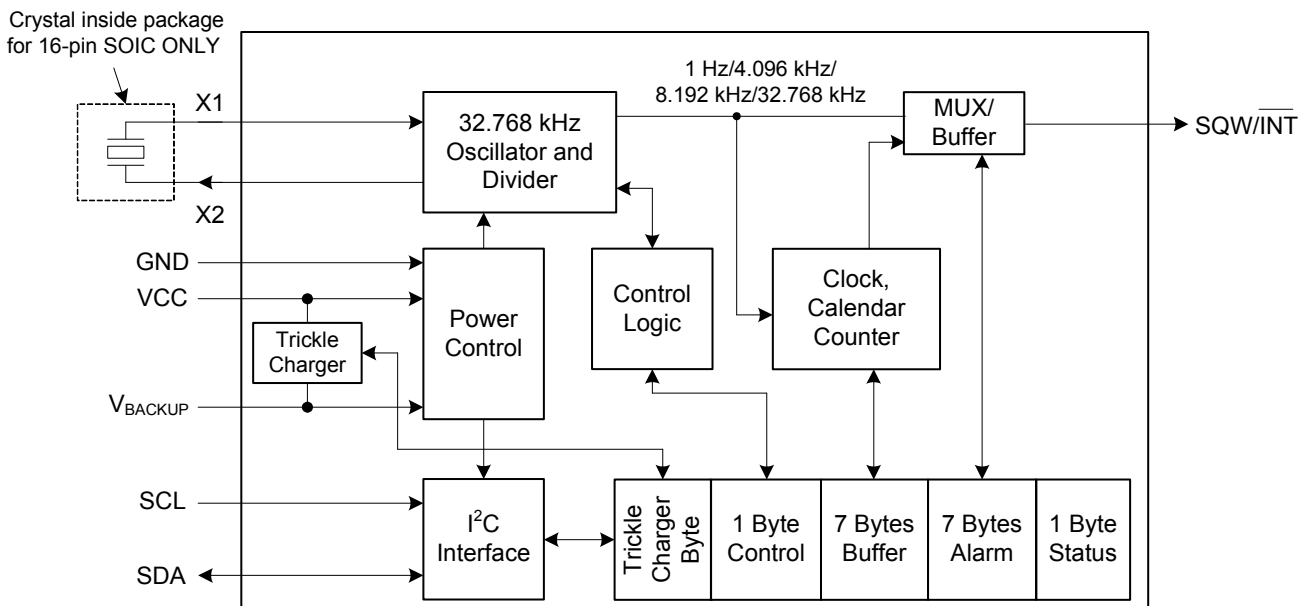 Crystal inside package
for 16-pin SOIC ONLY
X1
X2
GND
VCC
VBACKUP
SCL
SDA
32.768 kHz
Oscillator and
Divider
1 Hz/4.096 kHz/
8.192 kHz/32.768 kHz
MUX/
Buffer
SQW/INT
Power
Control
Trickle
Charger
Control
Logic
Clock,
Calendar
Counter
I2C
Interface
Trickle
Charger
Byte
1 Byte
Control
7 Bytes
Buffer
7 Bytes
Alarm
1 Byte
Status